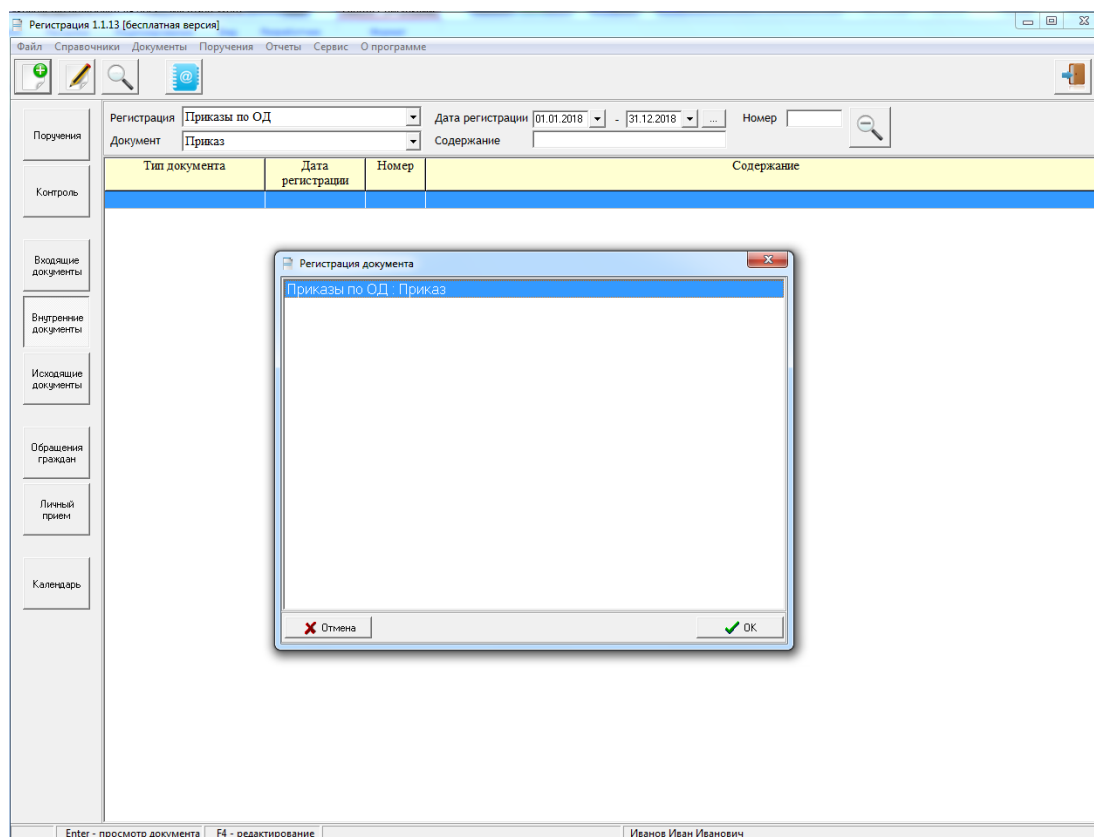 Регистрация 1.1.13 [бесплатная версия]
Файл Справочники Документы Поручения Отчеты Сервис О программе
Регистрация Приказы по ОД Дата регистрации 01.01.2018 - 31.12.2018 ... Номер
Документ Приказ Содержание
Тип документа Дата регистрации Номер Содержание
Поручения
Контроль
Входящие
документы
Внутренние
документы
Исходящие
документы
Обращения
граждан
Личный
прием
Календарь
Регистрация документа
Приказы по ОД : Приказ
Отмена OK
Enter - просмотр документа F4 - редактирование Иванов Иван Иванович